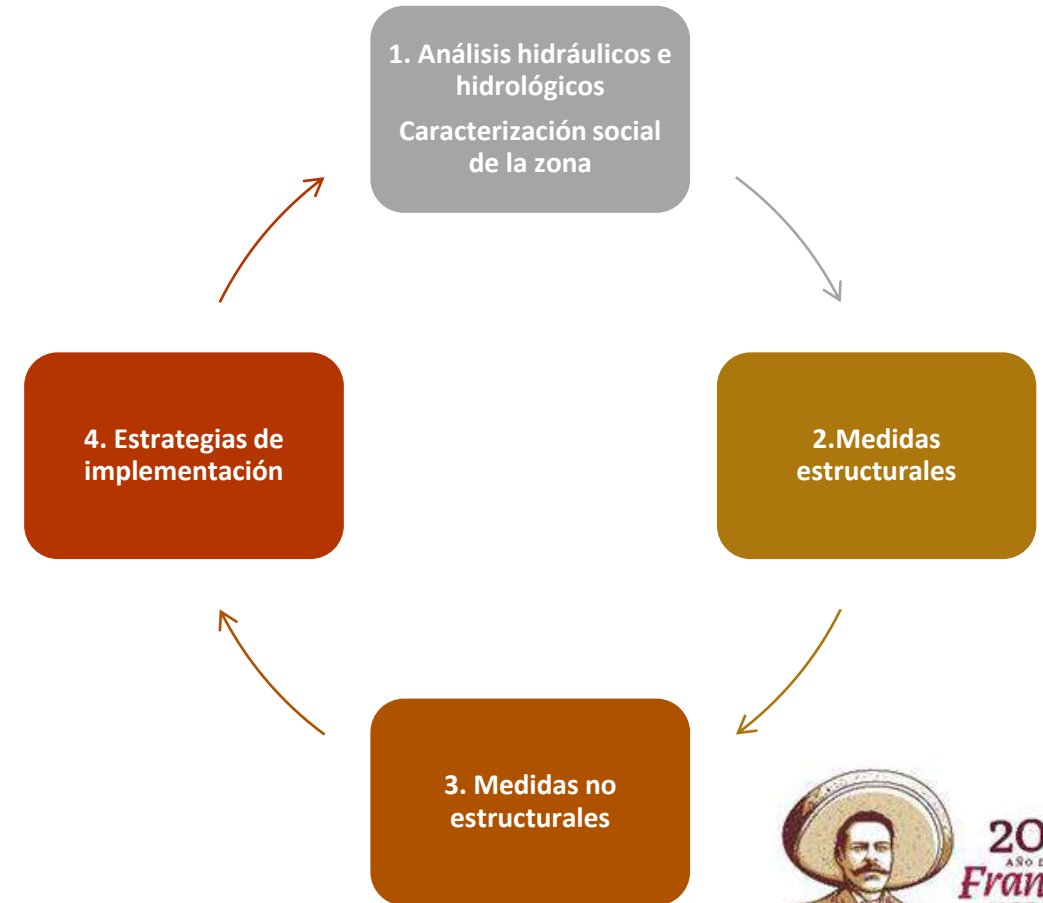 1. Análisis hidráulicos e
hidrológicos
Caracterización social
de la zona
4. Estrategias de
implementación
2.Medidas
estructurales
3. Medidas no
estructurales
20
AÑO
Fran